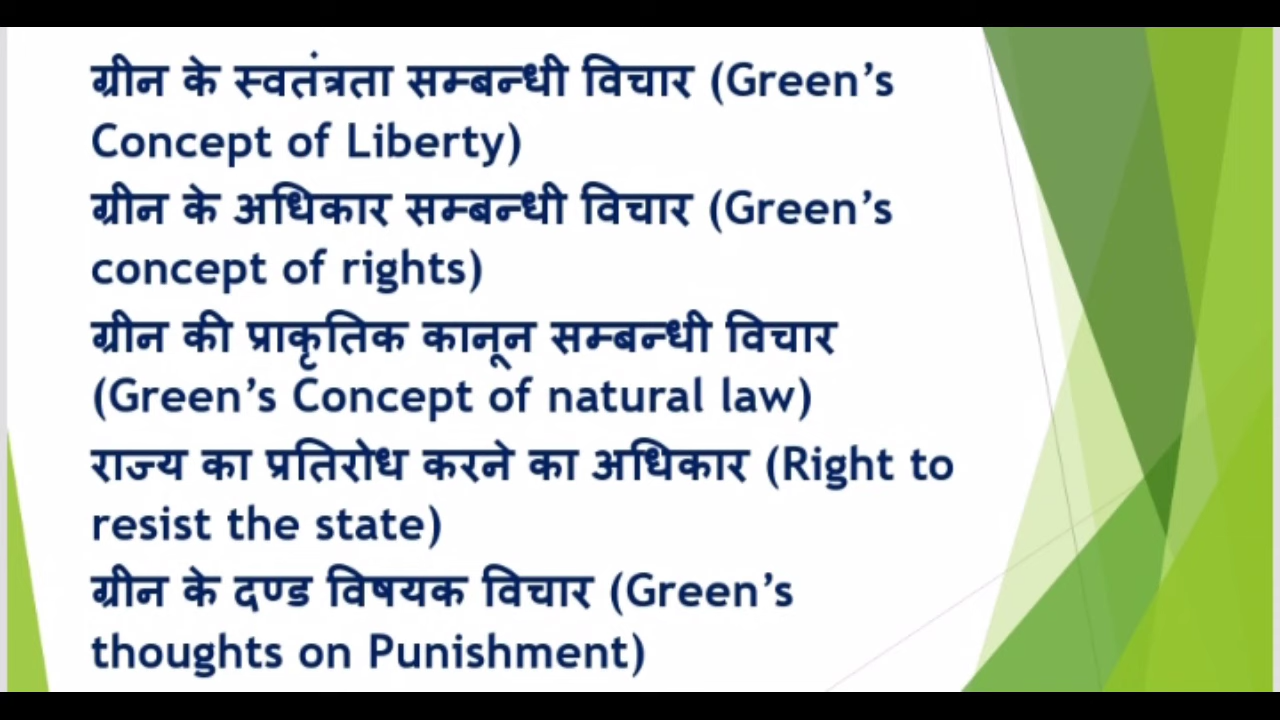 ग्रीन के स्वतंत्रता सम्बन्धी विचार (Green’s
Concept of Liberty)
ग्रीन के अधिकार सम्बन्धी विचार (Green’s
concept of rights)
ग्रीन की प्राकृतिक कानून सम्बन्धी विचार
(Green’s Concept of natural law)
राज्य का प्रतिरोध करने का अधिकार (Right to
resist the state)
ग्रीन के दण्ड विषयक विचार (Green’s
thoughts on Punishment)